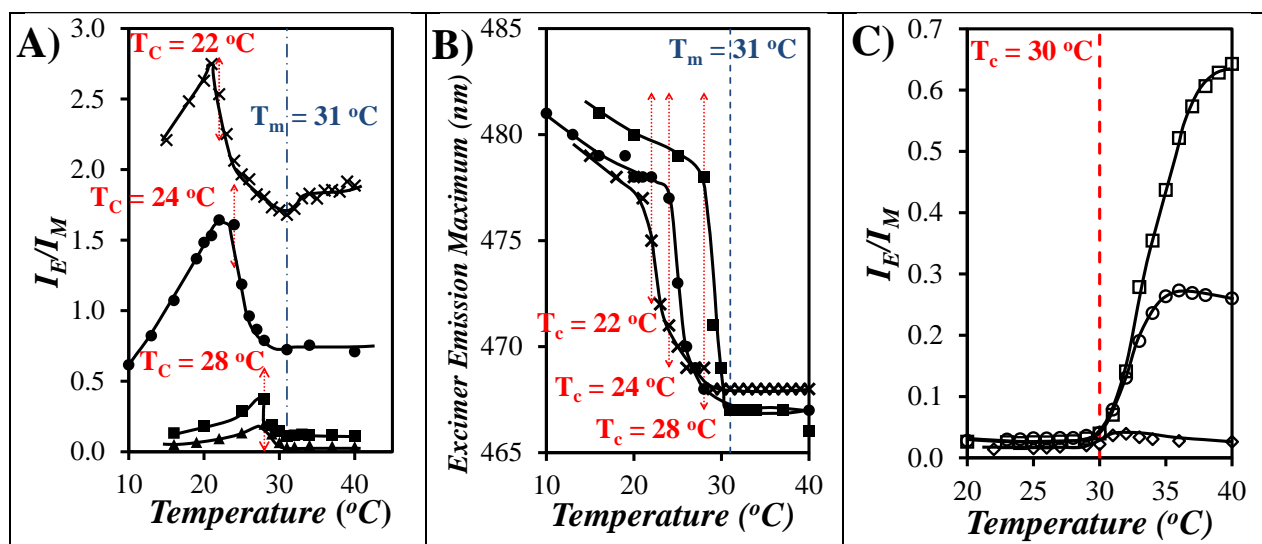 A)
T_C = 22 °C
T_m = 31 °C
T_C = 24 °C
T_C = 28 °C
I_E/I_M
3.0
2.5
2.0
1.5
1.0
0.5
0.0
10 20 30 40
Temperature (°C)
B)
T_m = 31 °C
T_c = 22 °C
T_c = 24 °C
T_c = 28 °C
Excimer Emission Maximum (nm)
485
480
475
470
465
10 20 30 40
Temperature (°C)
C)
T_c = 30 °C
I_E/I_M
0.7
0.6
0.5
0.4
0.3
0.2
0.1
0.0
20 25 30 35 40
Temperature (°C)